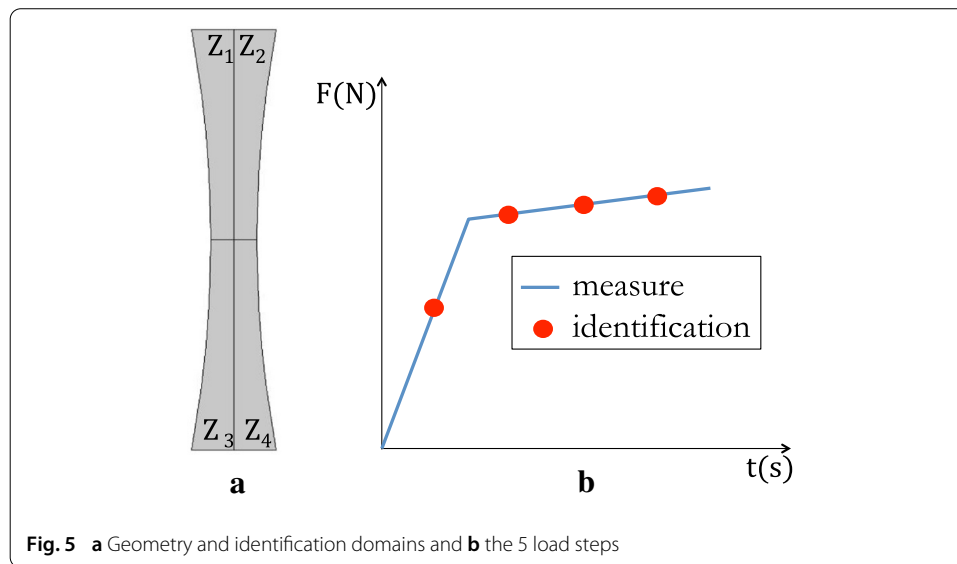 Z1 Z2
Z3 Z4
a
F(N)
measure
identification
t(s)
b
Fig. 5 a Geometry and identification domains and b the 5 load steps